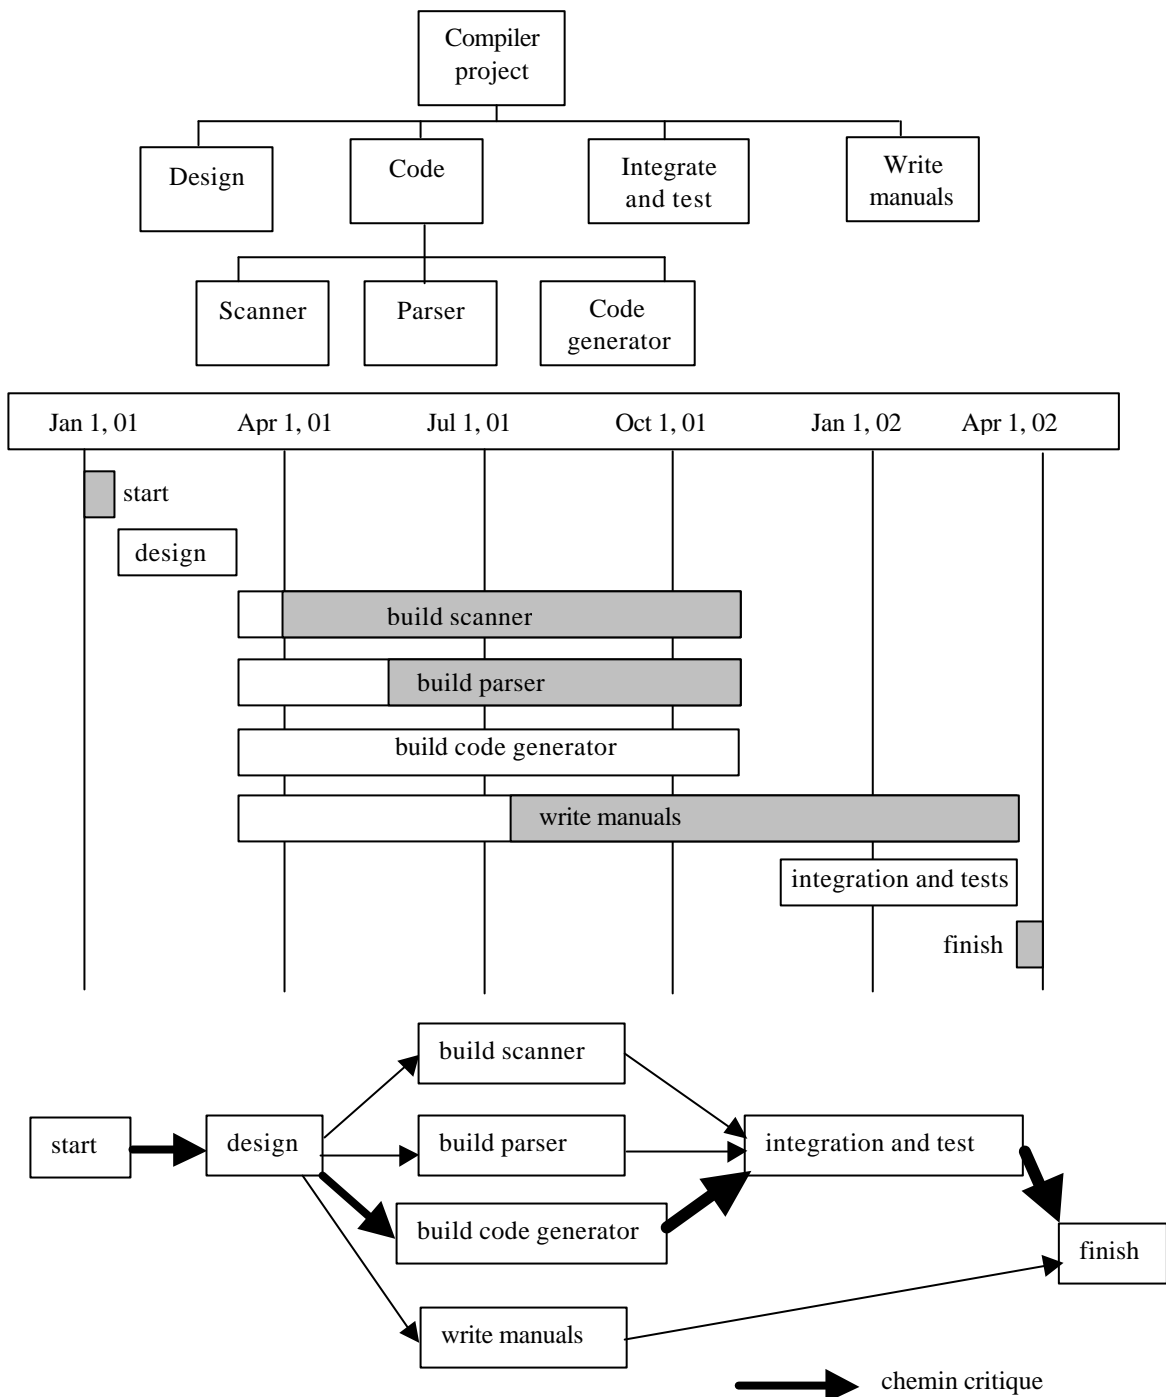 Compiler
project
Design
Code
Integrate
and test
Write
manuals
Scanner
Parser
Code
generator
Jan 1, 01
Apr 1, 01
Jul 1, 01
Oct 1, 01
Jan 1, 02
Apr 1, 02
start
design
build scanner
build parser
build code generator
write manuals
integration and tests
finish
build scanner
start
design
build parser
integration and test
build code generator
finish
write manuals
chemin critique